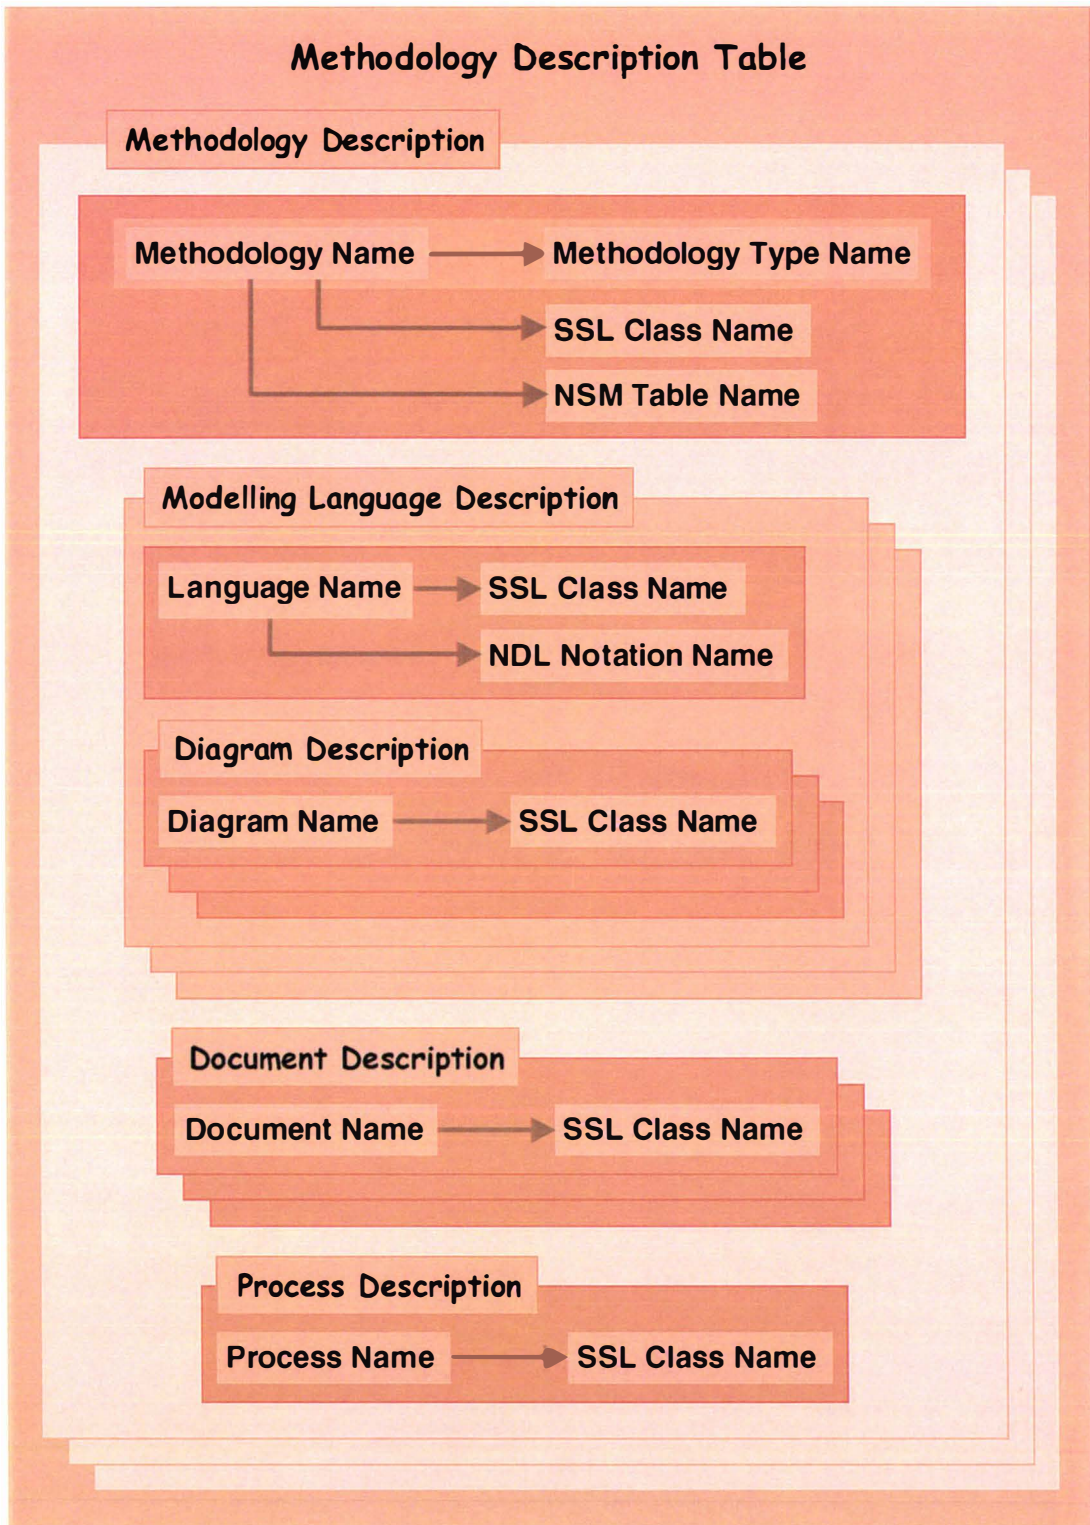 Methodology Description Table
Methodology Description
Methodology Name Methodology Type Name
SSL Class Name
NSM Table Name
Modelling Language Description
Language Name SSL Class Name
NDL Notation Name
Diagram Description
Diagram Name SSL Class Name
Document Description
Document Name SSL Class Name
Process Description
Process Name SSL Class Name